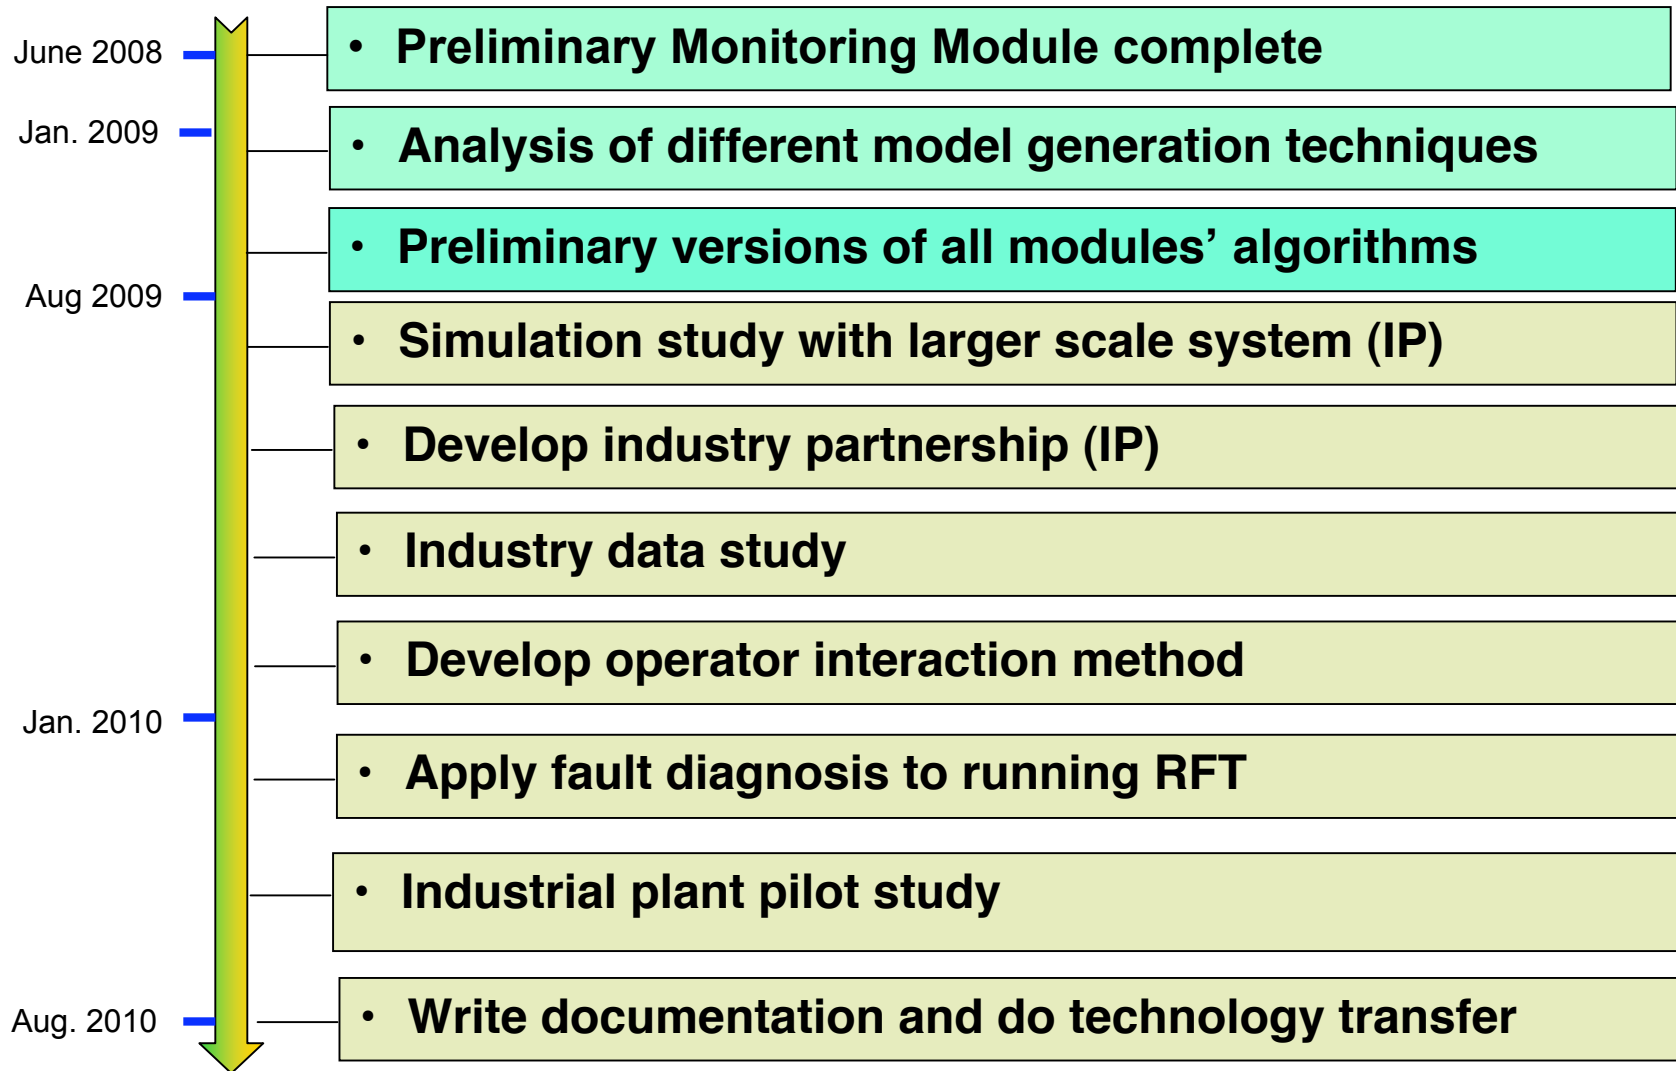 June 2008
• Preliminary Monitoring Module complete
Jan. 2009
• Analysis of different model generation techniques
• Preliminary versions of all modules’ algorithms
Aug 2009
• Simulation study with larger scale system (IP)
• Develop industry partnership (IP)
• Industry data study
• Develop operator interaction method
Jan. 2010
• Apply fault diagnosis to running RFT
• Industrial plant pilot study
Aug. 2010
• Write documentation and do technology transfer